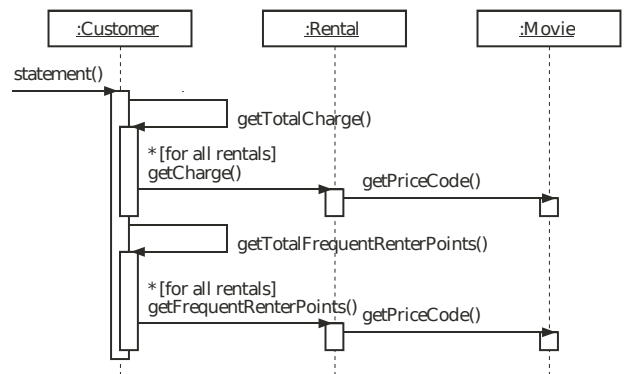 :Customer
:Rental
:Movie
statement()
getTotalCharge()
* [for all rentals]
getCharge()
getPriceCode()
getTotalFrequentRenterPoints()
* [for all rentals]
getFrequentRenterPoints()
getPriceCode()